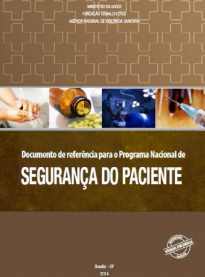 MINISTÉRIO DA SAÚDE
FUNDAÇÃO OSWALDO CRUZ
AGÊNCIA NACIONAL DE VIGILÂNCIA SANITÁRIA
Documento de referência para o Programa Nacional de
SEGURANÇA DO PACIENTE
Brasília – DF
2014